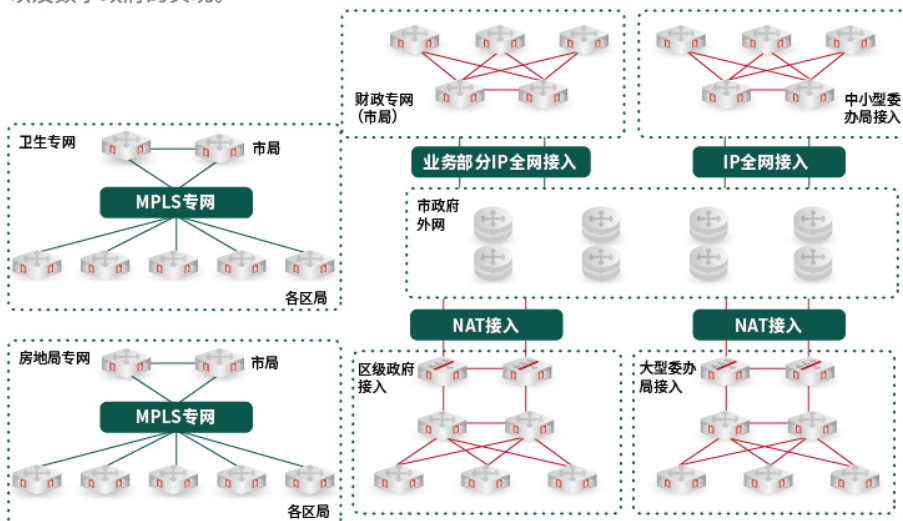 财政专网
（市局）
中小型委
办局接入
卫生专网
市局
业务部分IP全网接入
IP全网接入
MPLS专网
市政府
外网
各区局
NAT接入
NAT接入
房地局专网
市局
区级政府
接入
大型委办
局接入
MPLS专网
各区局